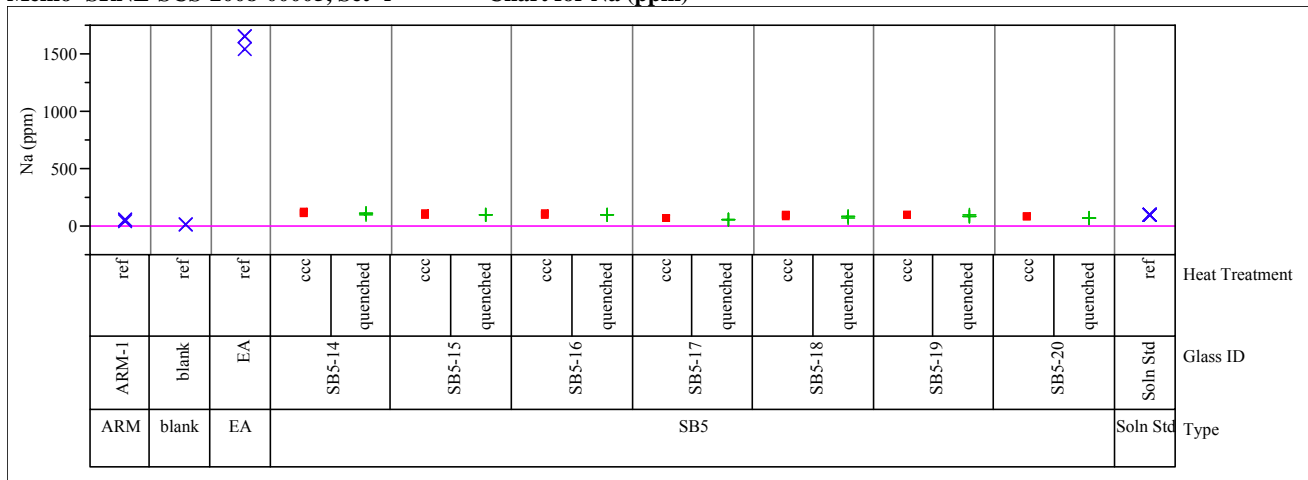 Memo Set Chart for Na (ppm)
Na (ppm)
1500
1000
500
0
ref ref ref ccc quenched ccc quenched ccc quenched ccc quenched ccc quenched ccc quenched ccc quenched ref Heat Treatment
ARM-1 blank EA SB5-14 SB5-15 SB5-16 SB5-17 SB5-18 SB5-19 SB5-20 Soln Std Glass ID
ARM blank EA SB5 Soln Std Type